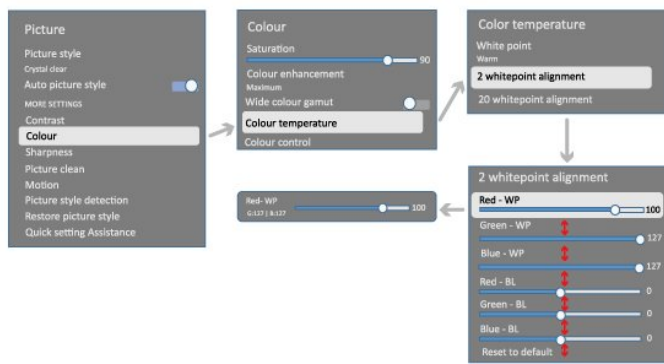 Picture
Picture style
Crystal clear
Auto picture style
MORE SETTINGS
Contrast
Colour
Sharpness
Picture clean
Motion
Picture style detection
Restore picture style
Quick setting Assistance
Colour
Saturation
90
Colour enhancement
Maximum
Wide colour gamut
Colour temperature
Colour control
Color temperature
White point
Warm
2 whitepoint alignment
20 whitepoint alignment
2 whitepoint alignment
Red - WP
100
Green - WP
127
Blue - WP
127
Red - BL
0
Green - BL
0
Blue - BL
0
Reset to default
Red- WP
G:127 | B:127
100